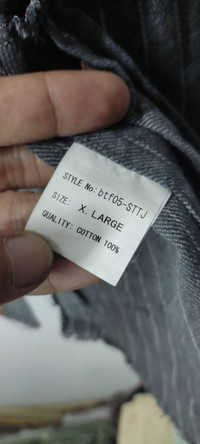 STYLE No: btf05-STTJ
SIZE: X. LARGE
QUALITY: COTTON 100%